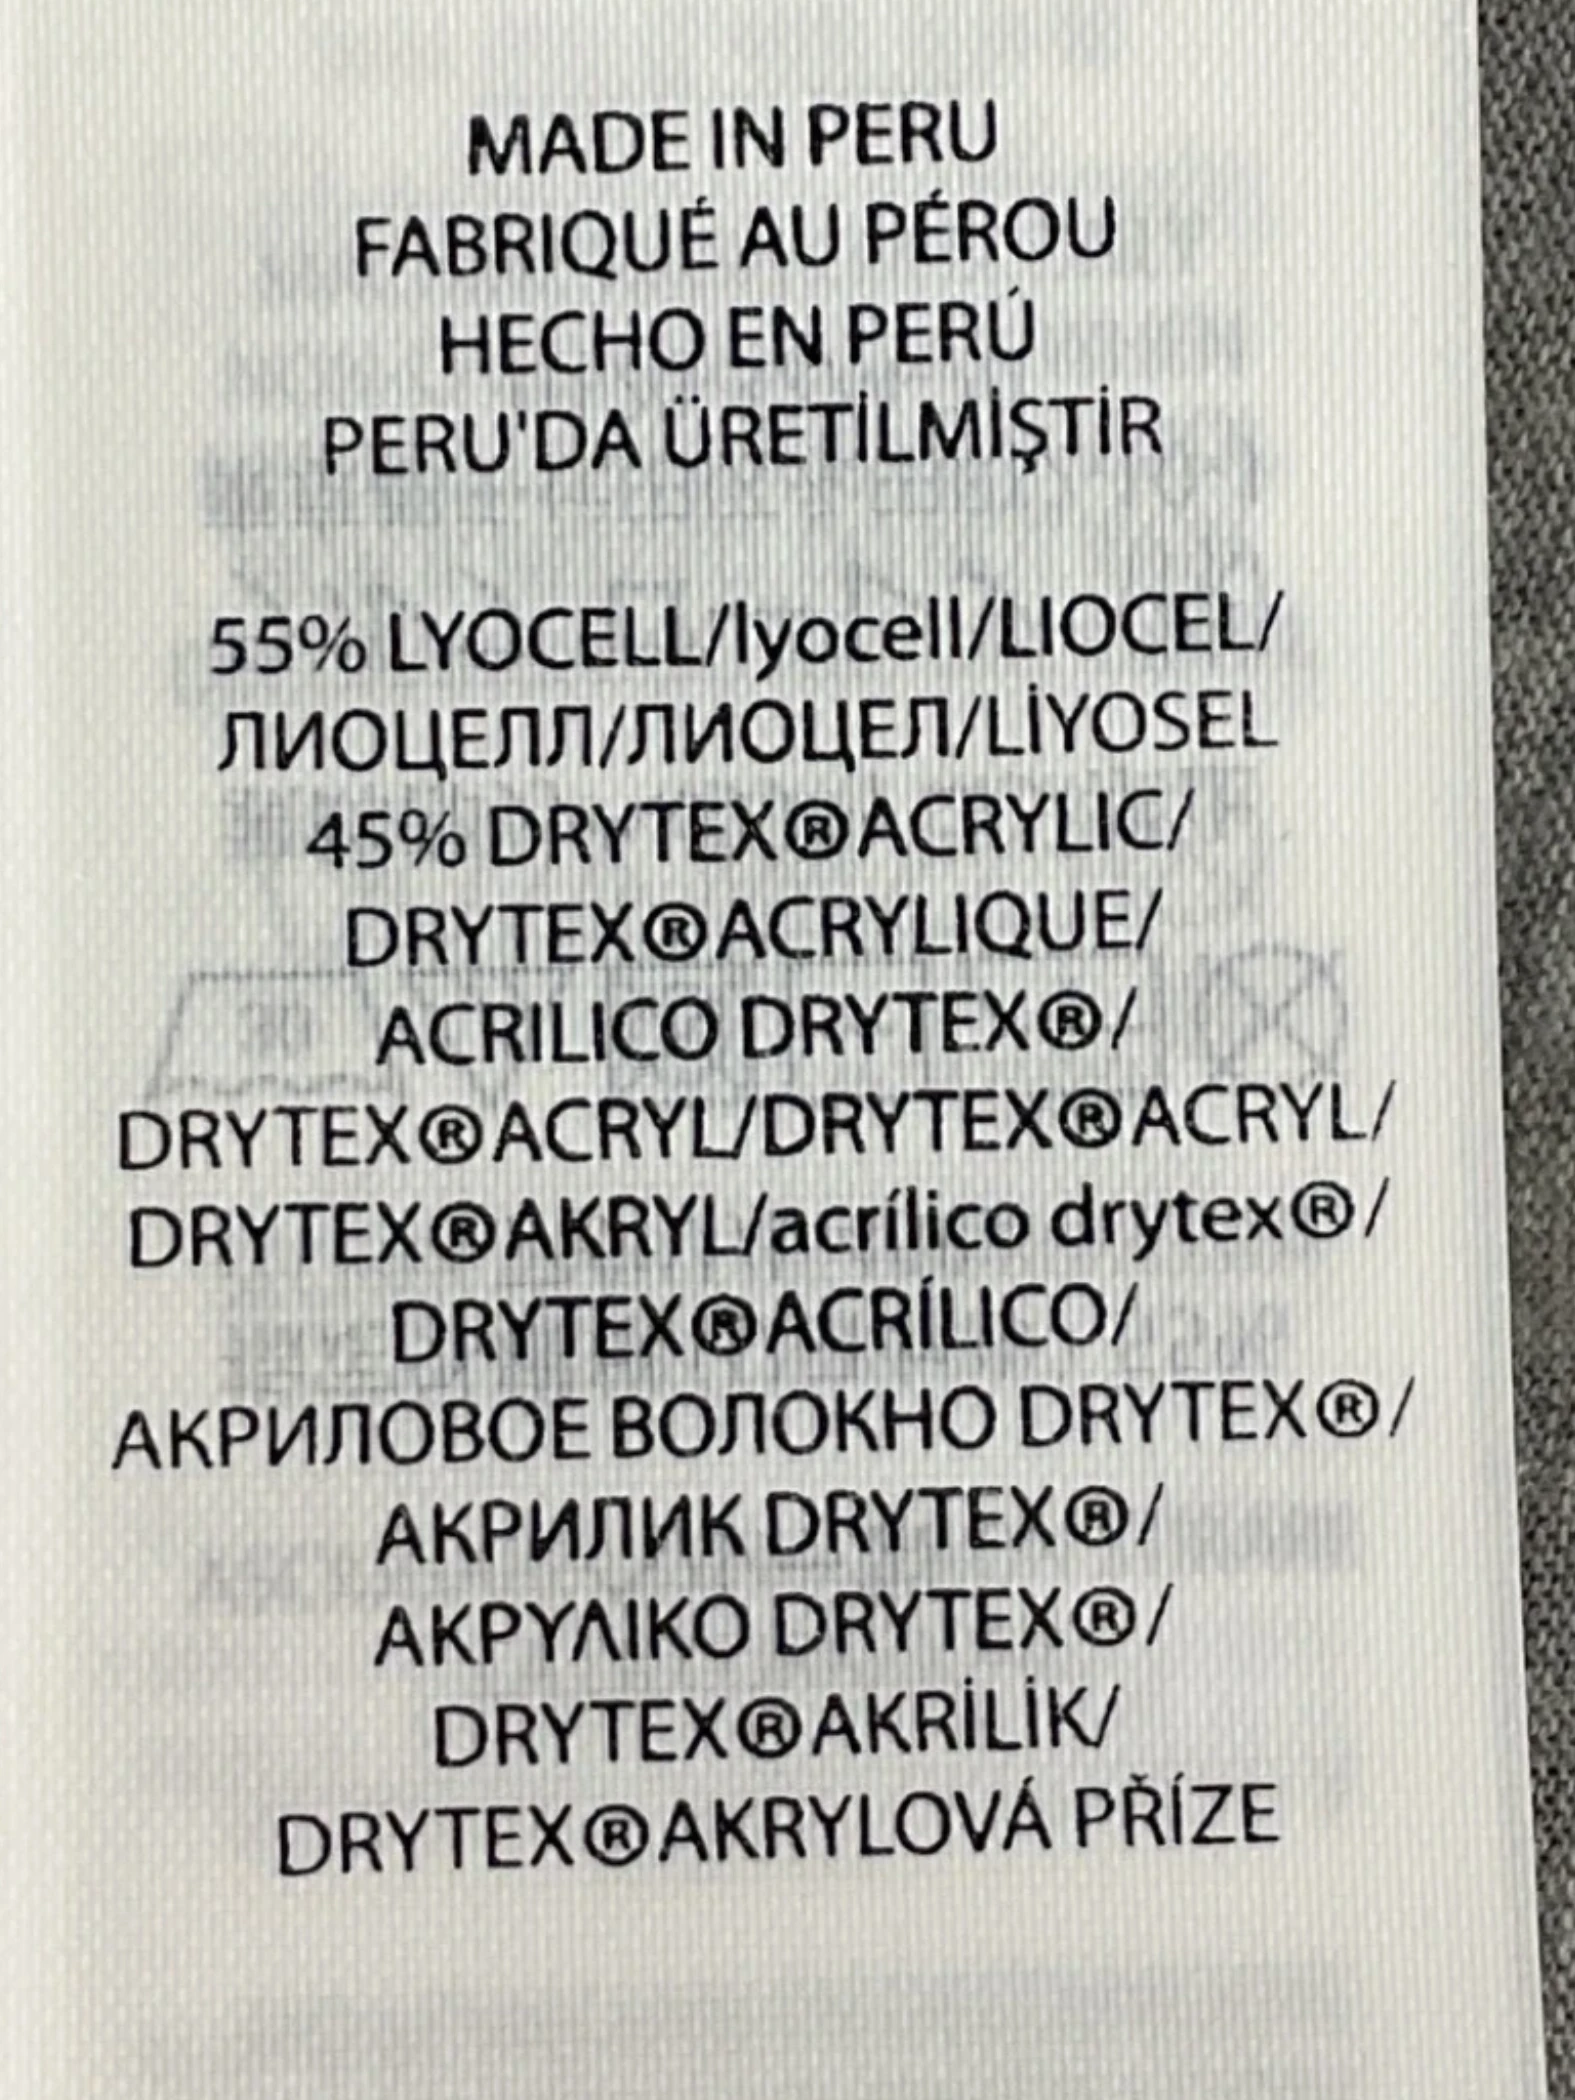 MADE IN PERU
FABRIQUÉ AU PÉROU
HECHO EN PERÚ
PERU'DA ÜRETİLMİŞTİR
55% LYOCELL/lyocell/LIOCEL/
ЛИОЦЕЛЛ/ЛИОЦЕЛ/LİYOSEL
45% DRYTEX®ACRYLIC/
DRYTEX®ACRYLIQUE/
ACRILICO DRYTEX®/
DRYTEX®ACRYL/DRYTEX®ACRYL/
DRYTEX®AKRYL/acrílico drytex®/
DRYTEX®ACRÍLICO/
АКРИЛОВОЕ ВОЛОКНО DRYTEX®/
АКРИЛИК DRYTEX®/
ΑΚΡΥΛΙΚΟ DRYTEX®/
DRYTEX®AKRİLİK/
DRYTEX®AKRYLOVÁ PŘÍZE